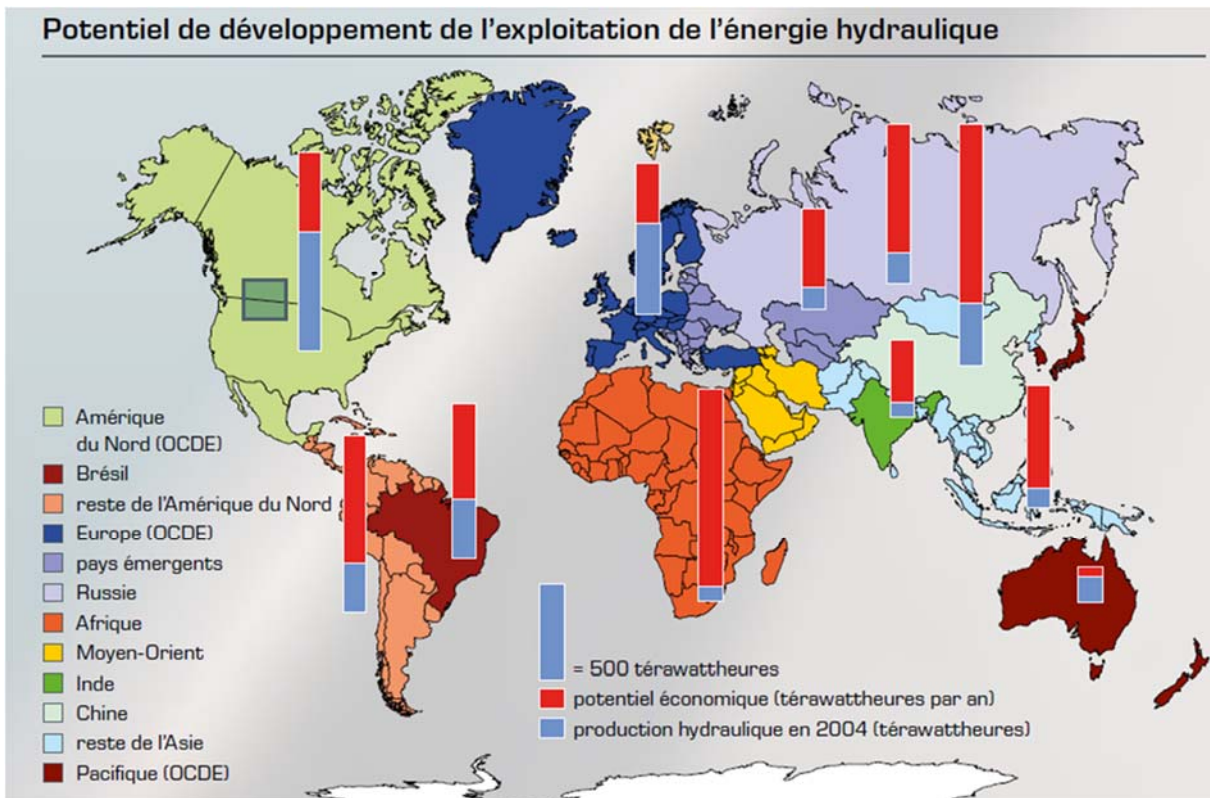 Potentiel de développement de l'exploitation de l'énergie hydraulique
Amérique
du Nord (OCDE)
Brésil
reste de l'Amérique du Nord
Europe (OCDE)
pays émergents
Russie
Afrique
Moyen-Orient
Inde
Chine
reste de l'Asie
Pacifique (OCDE)
= 500 térawattheures
potentiel économique (térawattheures par an)
production hydraulique en 2004 (térawattheures)